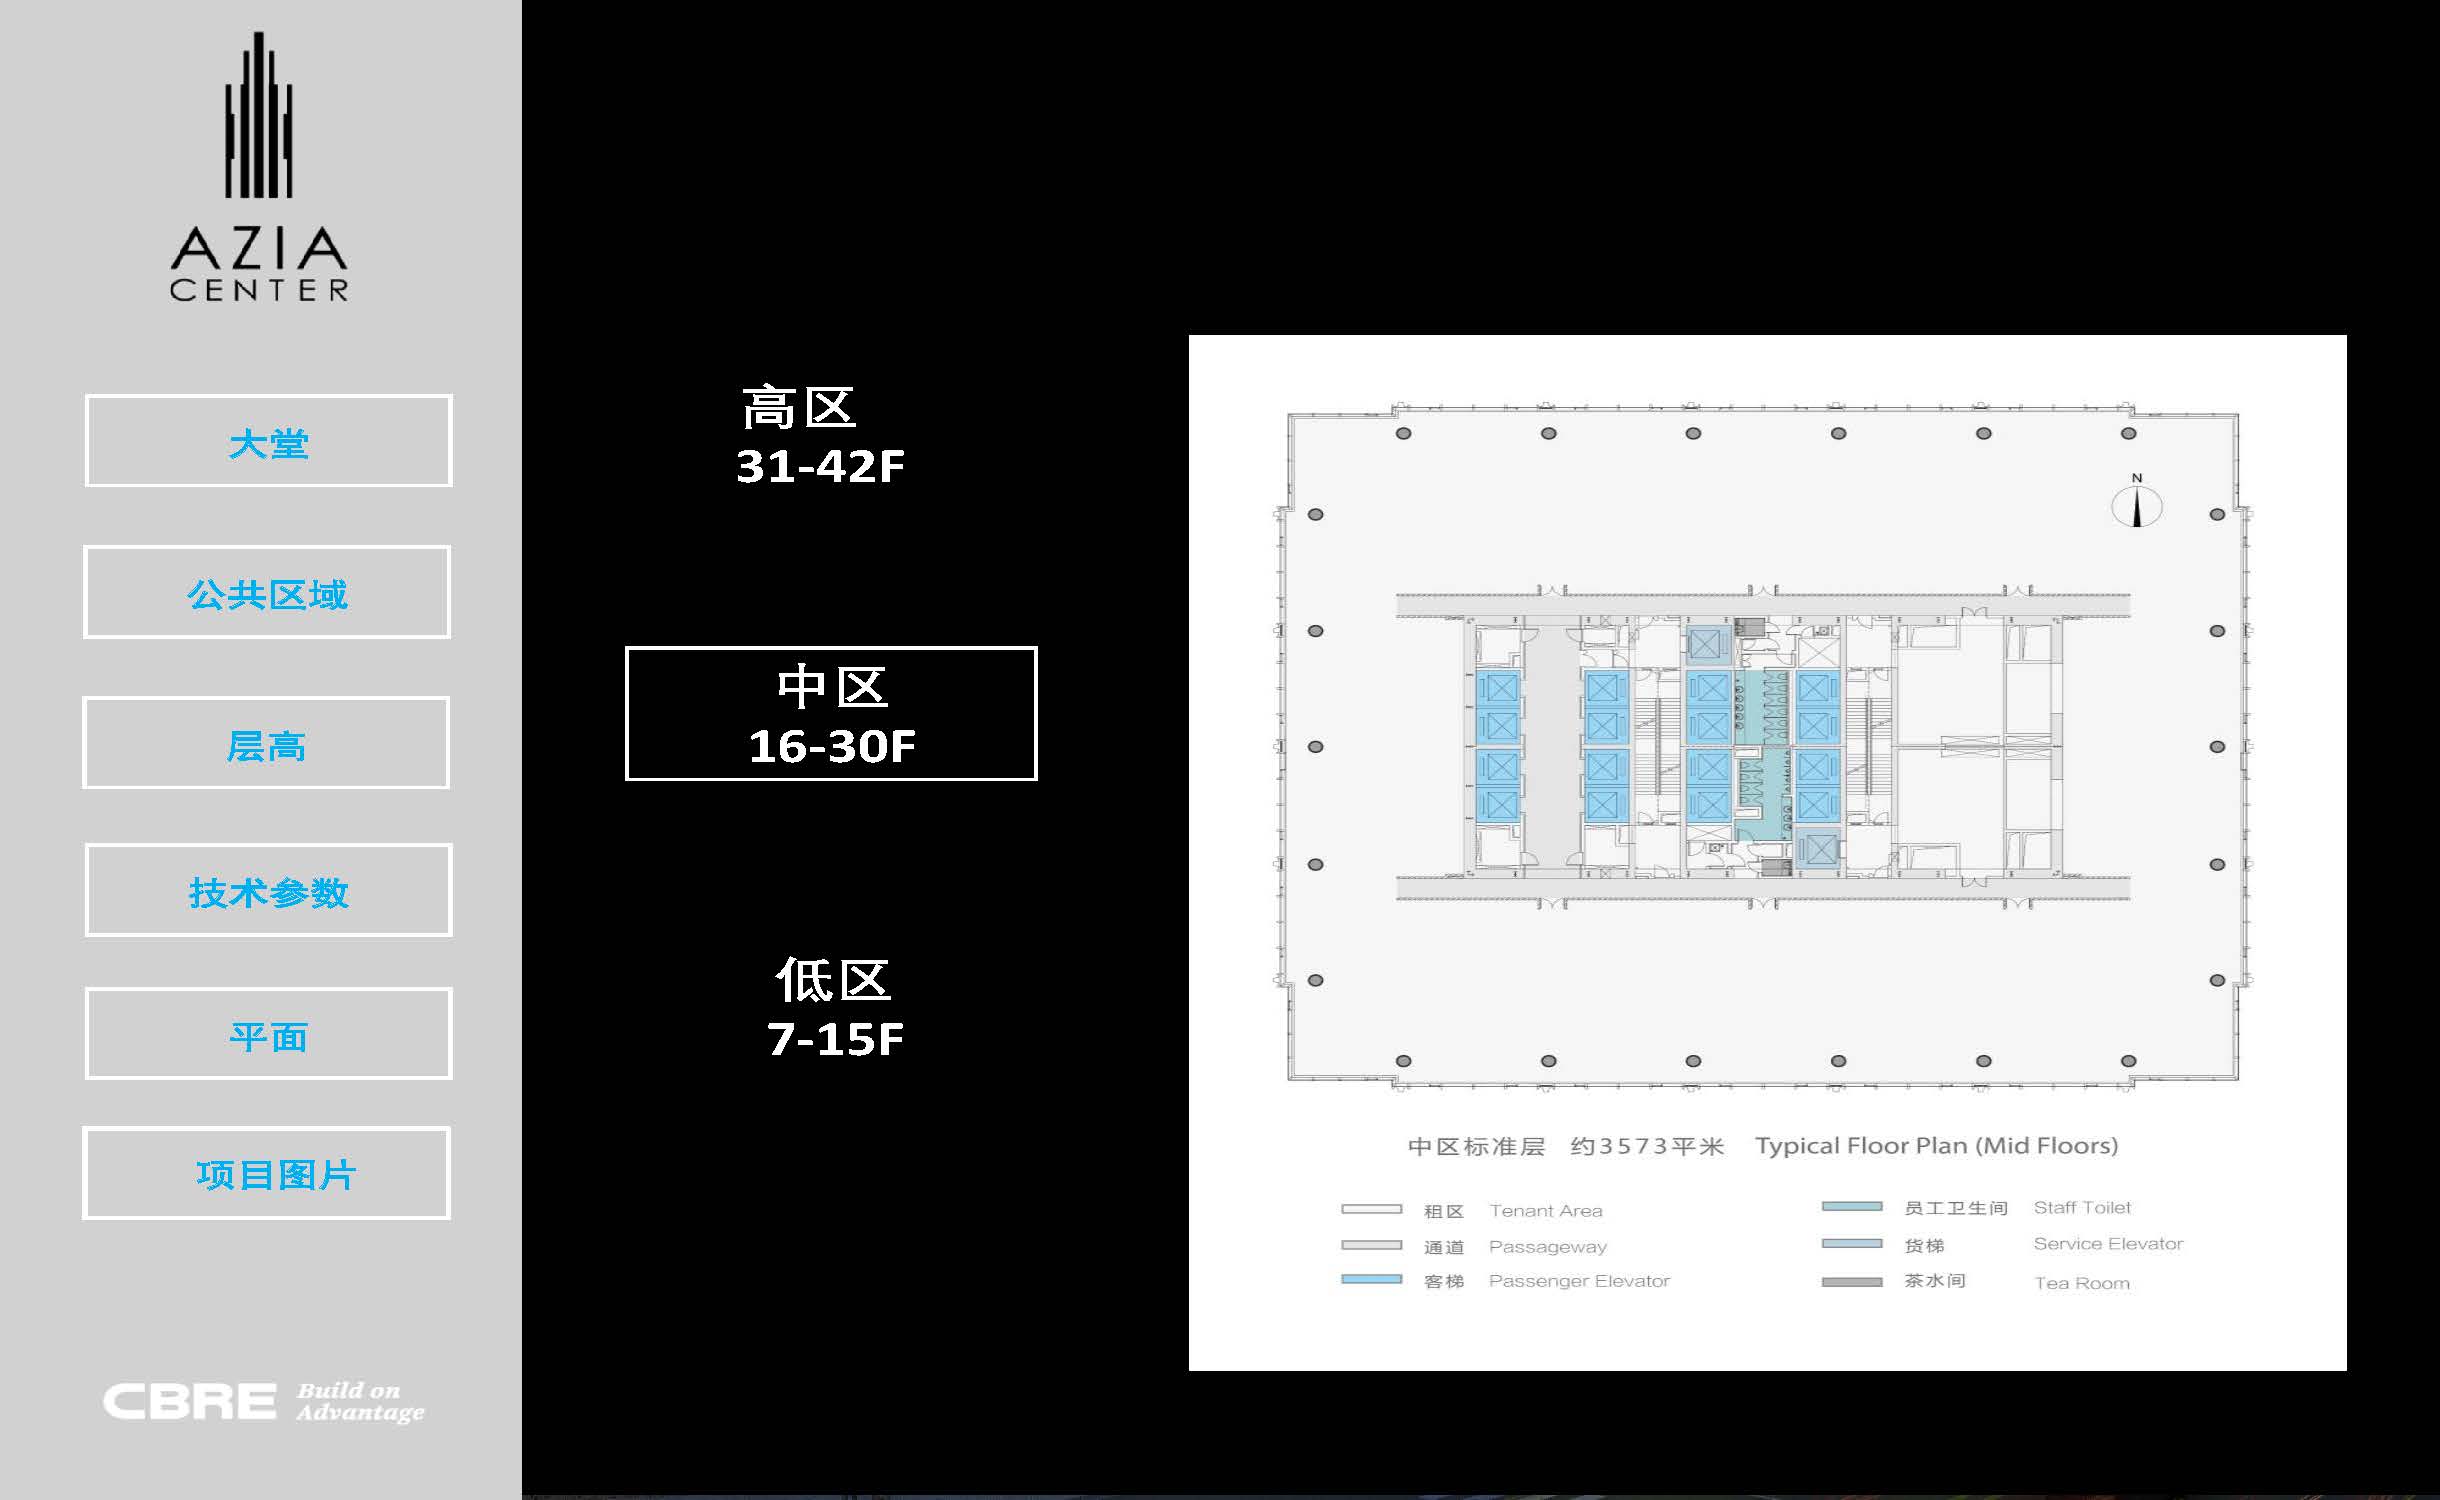 AZIA
CENTER
大堂
公共区域
层高
技术参数
平面
项目图片
CBRE Build on
Advantage
高区
31-42F
中区
16-30F
低区
7-15F
N
中区标准层 约3573平米 Typical Floor Plan (Mid Floors)
租区 Tenant Area
通道 Passageway
客梯 Passenger Elevator
员工卫生间 Staff Toilet
货梯 Service Elevator
茶水间 Tea Room